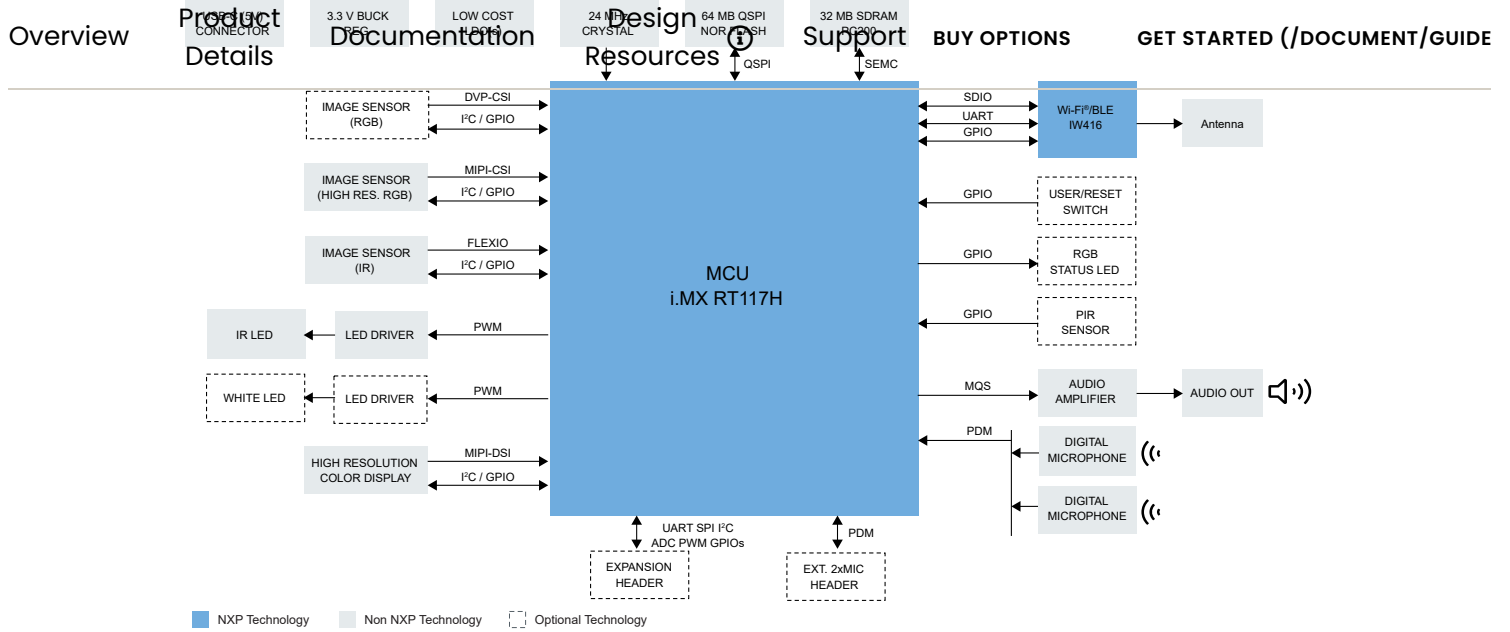 Overview
Product
Details
Documentation
Design
Resources
Support
BUY OPTIONS
GET STARTED (/DOCUMENT/GUIDE
CONNECTOR
3.3 V BUCK
LOW COST
24 MHz
CRYSTAL
64 MB QSPI
NOR FLASH
32 MB SDRAM
QSPI
SEMC
IMAGE SENSOR
(RGB)
DVP-CSI
I²C / GPIO
IMAGE SENSOR
(HIGH RES. RGB)
MIPI-CSI
I²C / GPIO
IMAGE SENSOR
(IR)
FLEXIO
I²C / GPIO
IR LED
LED DRIVER
PWM
WHITE LED
LED DRIVER
PWM
HIGH RESOLUTION
COLOR DISPLAY
MIPI-DSI
I²C / GPIO
MCU
i.MX RT117H
SDIO
UART
GPIO
Wi-Fi®/BLE
IW416
Antenna
GPIO
USER/RESET
SWITCH
GPIO
RGB
STATUS LED
GPIO
PIR
SENSOR
MQS
AUDIO
AMPLIFIER
AUDIO OUT
PDM
DIGITAL
MICROPHONE
DIGITAL
MICROPHONE
UART SPI I²C
ADC PWM GPIOs
EXPANSION
HEADER
PDM
EXT. 2xMIC
HEADER
NXP Technology
Non NXP Technology
Optional Technology